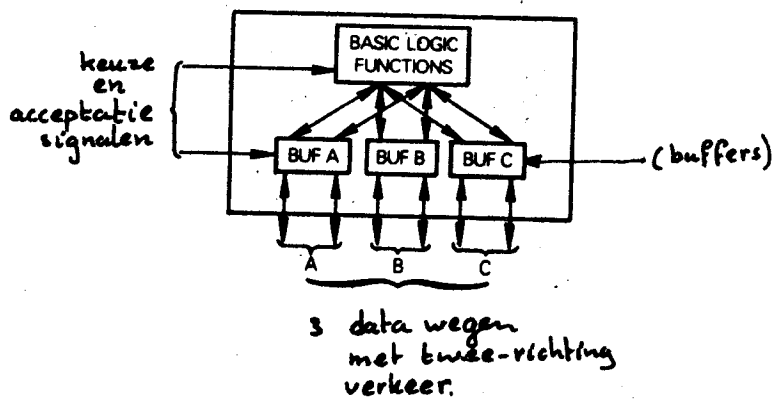 BASIC LOGIC
FUNCTIONS
keuze
en
acceptatie
signalen
BUF A
BUF B
BUF C
(buffers)
A
B
C
3 data wegen
met twee-richting
verkeer.